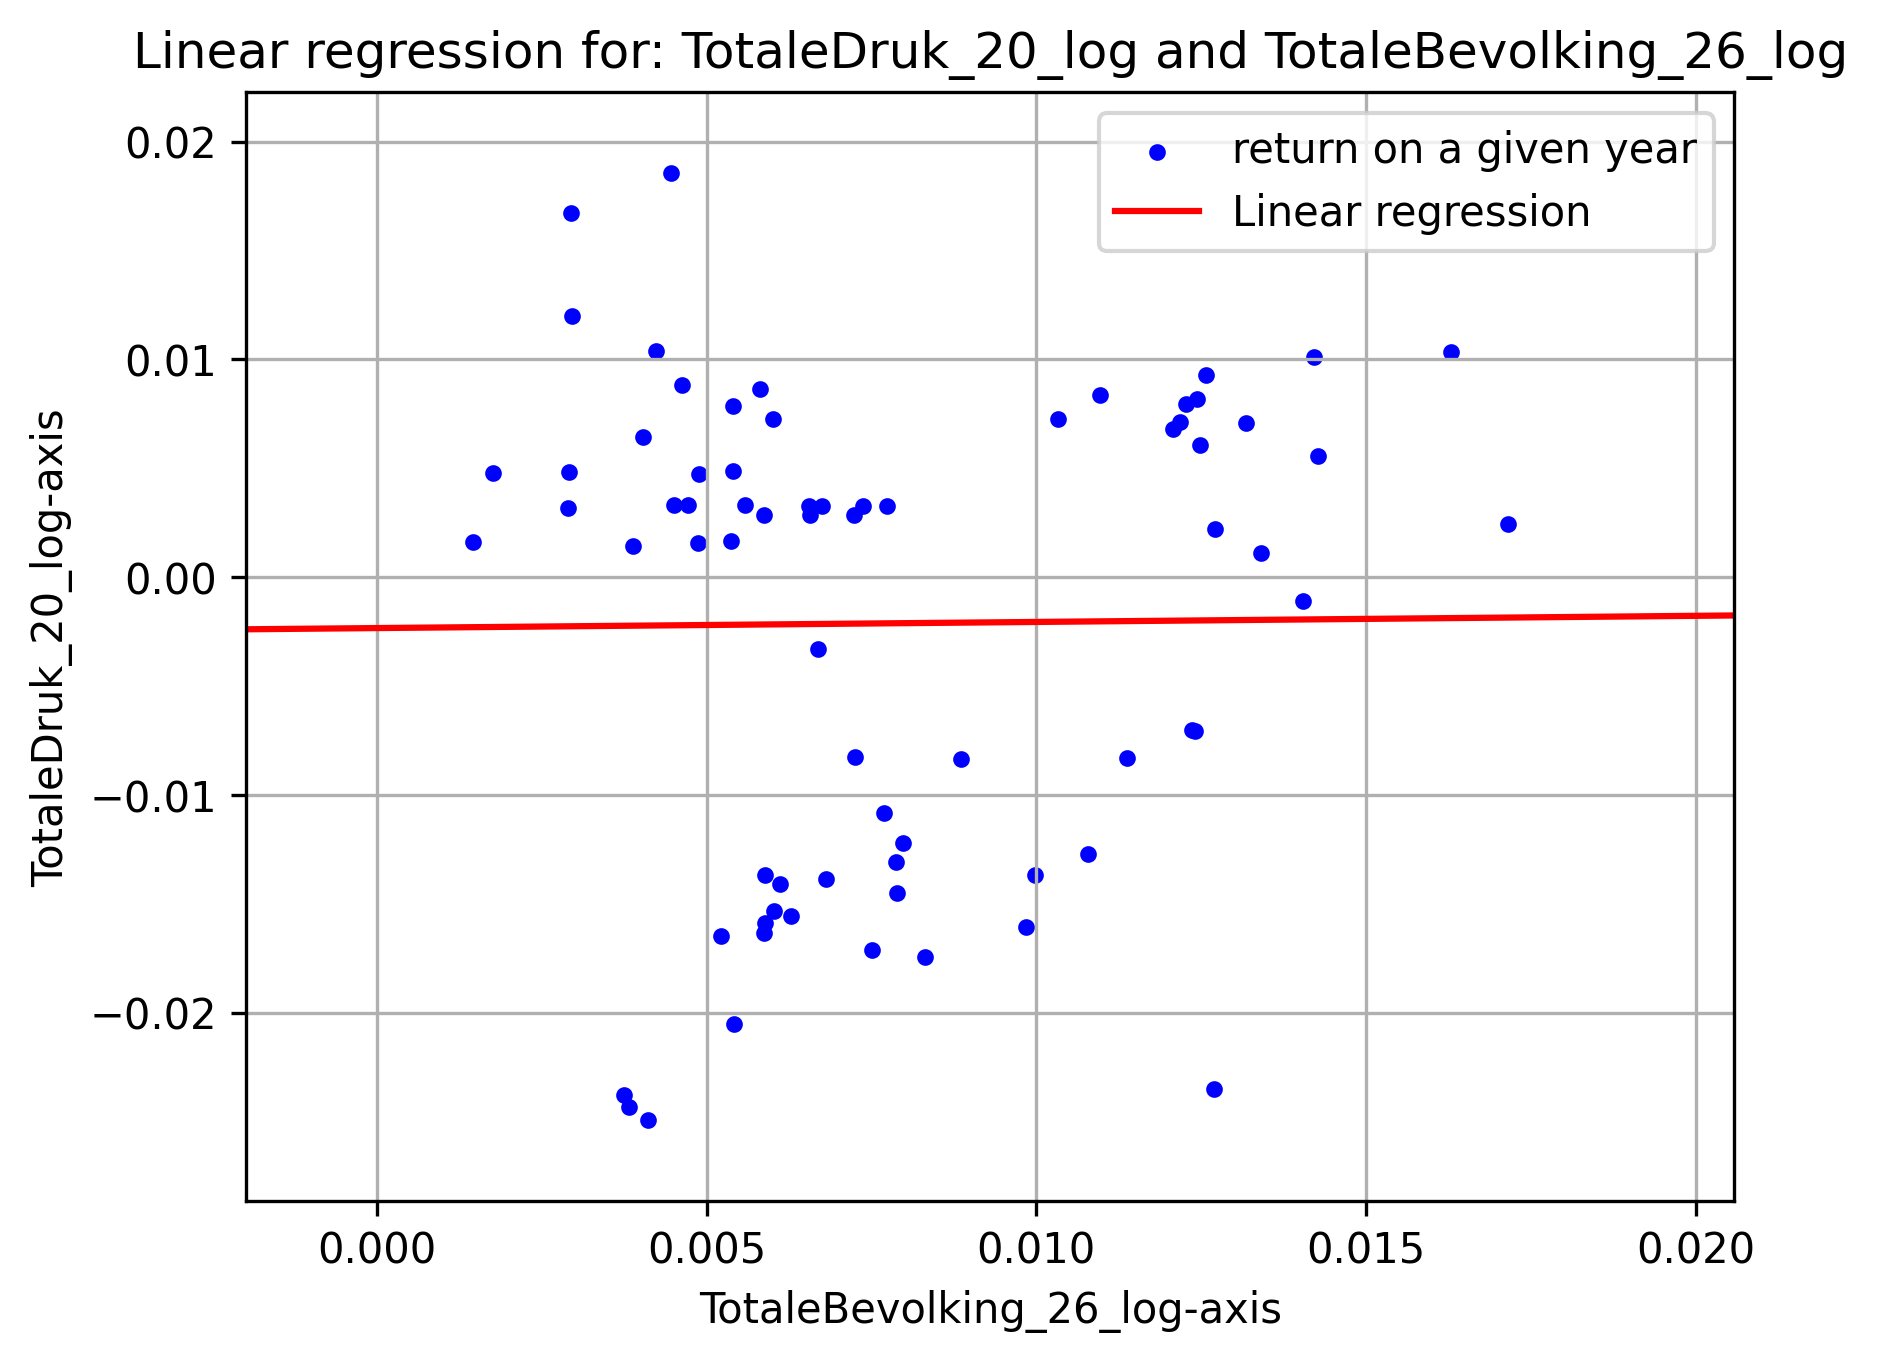 Linear regression for: TotaleDruk_20_log and TotaleBevolking_26_log
return on a given year
Linear regression
0.02
0.01
0.00
−0.01
−0.02
TotaleDruk_20_log-axis
0.000 0.005 0.010 0.015 0.020
TotaleBevolking_26_log-axis